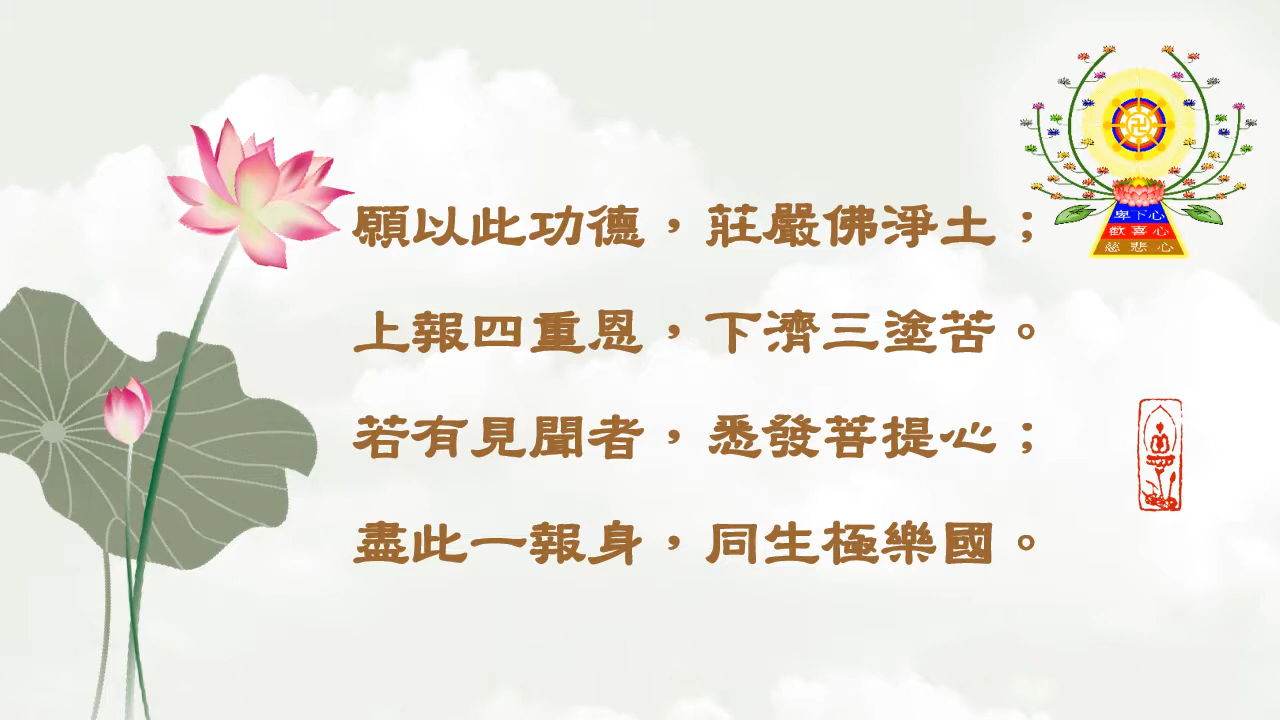 願以此功德，莊嚴佛淨土；
上報四重恩，下濟三塗苦。
若有見聞者，悉發菩提心；
盡此一報身，同生極樂國。
卍
卑下心
歡喜心
慈悲心